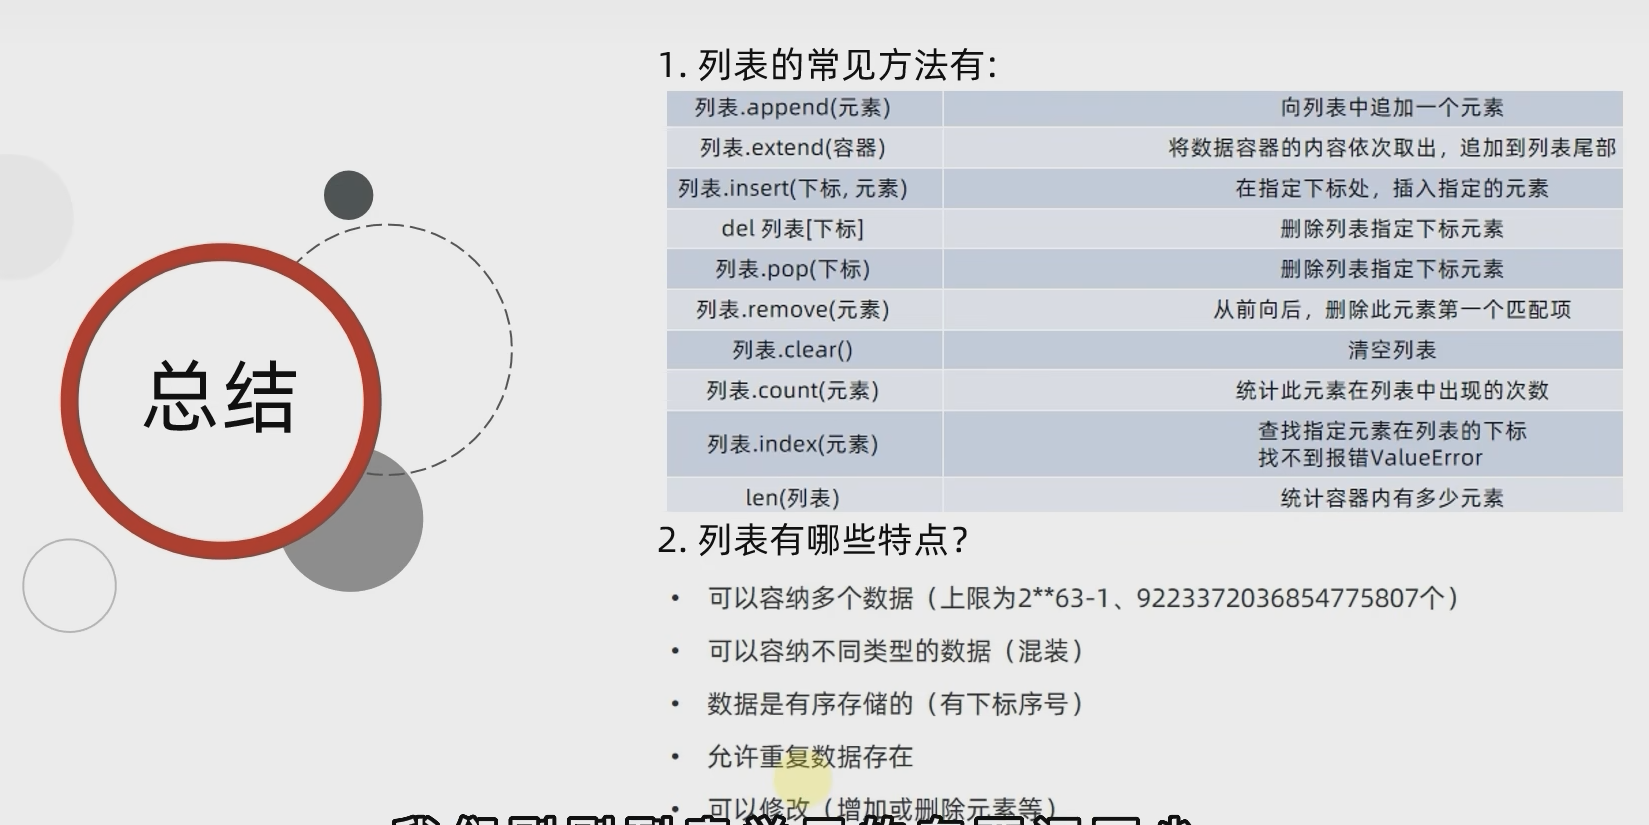 总结
1. 列表的常见方法有:
列表.append(元素) 向列表中追加一个元素
列表.extend(容器) 将数据容器的内容依次取出，追加到列表尾部
列表.insert(下标, 元素) 在指定下标处，插入指定的元素
del 列表[下标] 删除列表指定下标元素
列表.pop(下标) 删除列表指定下标元素
列表.remove(元素) 从前向后，删除此元素第一个匹配项
列表.clear() 清空列表
列表.count(元素) 统计此元素在列表中出现的次数
列表.index(元素) 查找指定元素在列表的下标
找不到报错ValueError
len(列表) 统计容器内有多少元素
2. 列表有哪些特点?
• 可以容纳多个数据（上限为2**63-1、9223372036854775807个）
• 可以容纳不同类型的数据（混装）
• 数据是有序存储的（有下标序号）
• 允许重复数据存在
• 可以修改（增加或删除元素等）